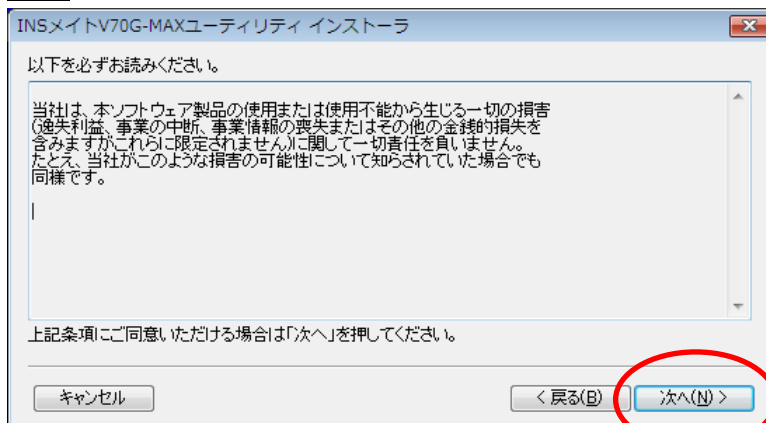 INSメイトV70G-MAXユーティリティ インストーラ
以下を必ずお読みください。
当社は、本ソフトウェア製品の使用または使用不能から生じる一切の損害
(逸失利益、事業の中断、事業情報の喪失またはその他の金銭的損失を
含みますがこれらに限定されません)に関して一切責任を負いません。
たとえ、当社がこのような損害の可能性について知らされていた場合でも
同様です。
上記条項にご同意いただける場合は「次へ」を押してください。
キャンセル
< 戻る(B)
次へ(N) >